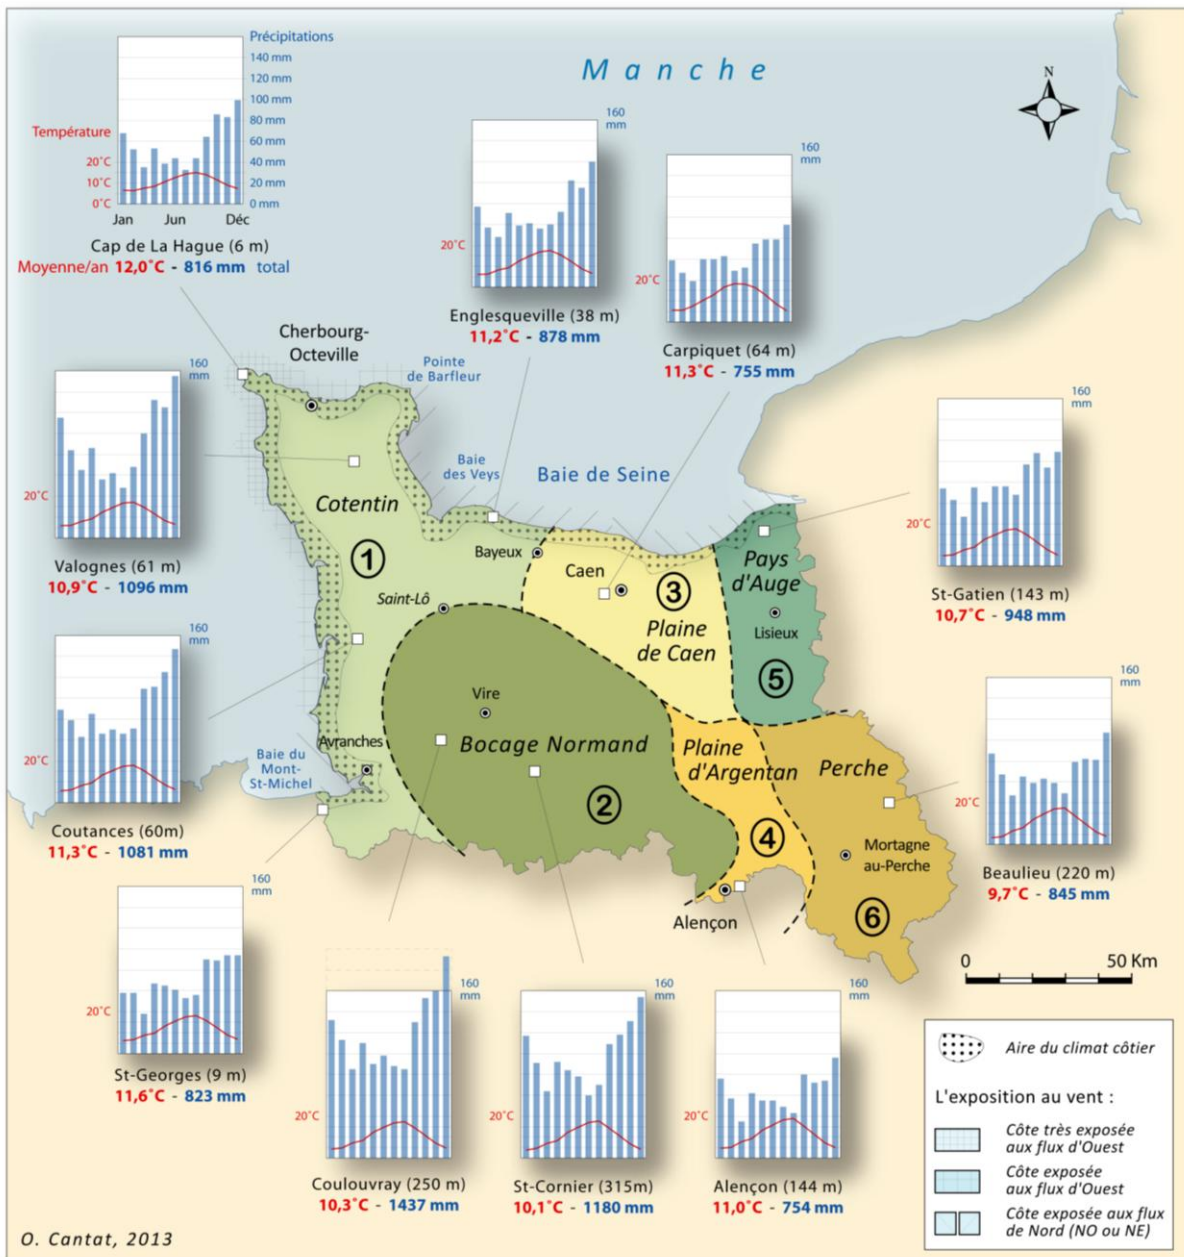 Précipitations
140 mm
120 mm
100 mm
80 mm
60 mm
40 mm
20 mm
0 mm
Température
20˚C
10˚C
0˚C
Jan Jun Déc
Cap de La Hague (6 m)
Moyenne/an 12,0˚C - 816 mm total
Manche
N
160
mm
20˚C
Englesqueville (38 m)
11,2˚C - 878 mm
160
mm
20˚C
Carpiquet (64 m)
11,3˚C - 755 mm
160
mm
20˚C
Valognes (61 m)
10,9˚C - 1096 mm
160
mm
20˚C
St-Gatien (143 m)
10,7˚C - 948 mm
160
mm
20˚C
Coutances (60m)
11,3˚C - 1081 mm
160
mm
20˚C
Beaulieu (220 m)
9,7˚C - 845 mm
160
mm
20˚C
St-Georges (9 m)
11,6˚C - 823 mm
160
mm
20˚C
Coulouvray (250 m)
10,3˚C - 1437 mm
160
mm
20˚C
St-Cornier (315m)
10,1˚C - 1180 mm
160
mm
20˚C
Alençon (144 m)
11,0˚C - 754 mm
Cherbourg-
Octeville
Pointe
de Barfleur
Baie
des Veys
Baie de Seine
Cotentin
1
Bayeux
Saint-Lô
Caen
3
Plaine
de Caen
Pays
d'Auge
Lisieux
5
Vire
Bocage Normand
2
Avranches
Baie du
Mont-
St-Michel
Plaine
d'Argentan
4
Alençon
Perche
Mortagne
au-Perche
6
0 50 Km
Aire du climat côtier
L'exposition au vent :
Côte très exposée
aux flux d'Ouest
Côte exposée
aux flux d'Ouest
Côte exposée aux flux
de Nord (NO ou NE)
O. Cantat, 2013